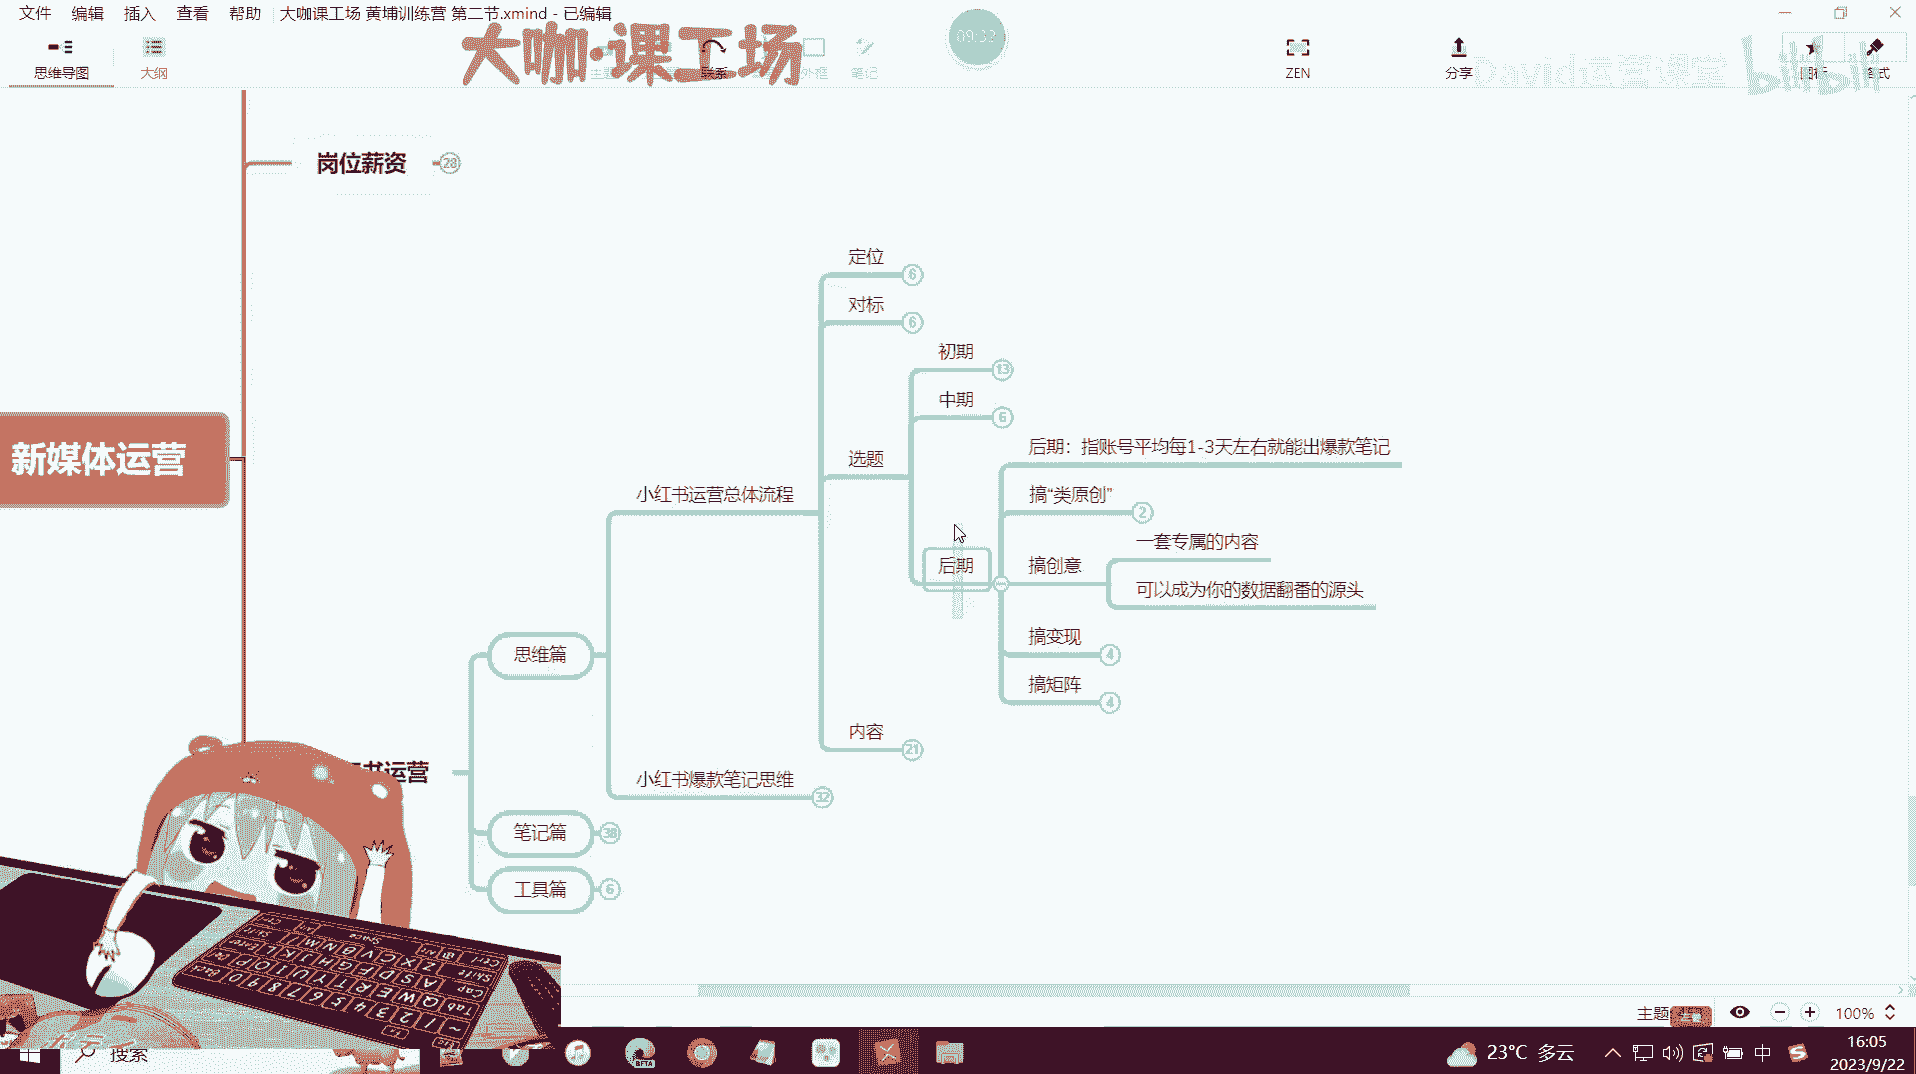 文件 编辑 插入 查看 帮助 大咖课工场 黄埔训练营 第二节.xmind - 已编辑
思维导图 大纲 联系 外框 笔记 ZEN 分享
大咖·课工场
09:32
David运营课堂 bilibili
岗位薪资 28
定位 6
对标 6
初期 13
中期 6
后期：指账号平均每1-3天左右就能出爆款笔记
选题
新媒体运营
小红书运营总体流程
搞“类原创” 2
一套专属的内容
后期
搞创意
可以成为你的数据翻番的源头
搞变现 4
思维篇
搞矩阵 4
内容 21
书运营
小红书爆款笔记思维 32
笔记篇 38
工具篇 6
主题
100%
搜索
BETA
23°C 多云
中
16:05
2023/9/22